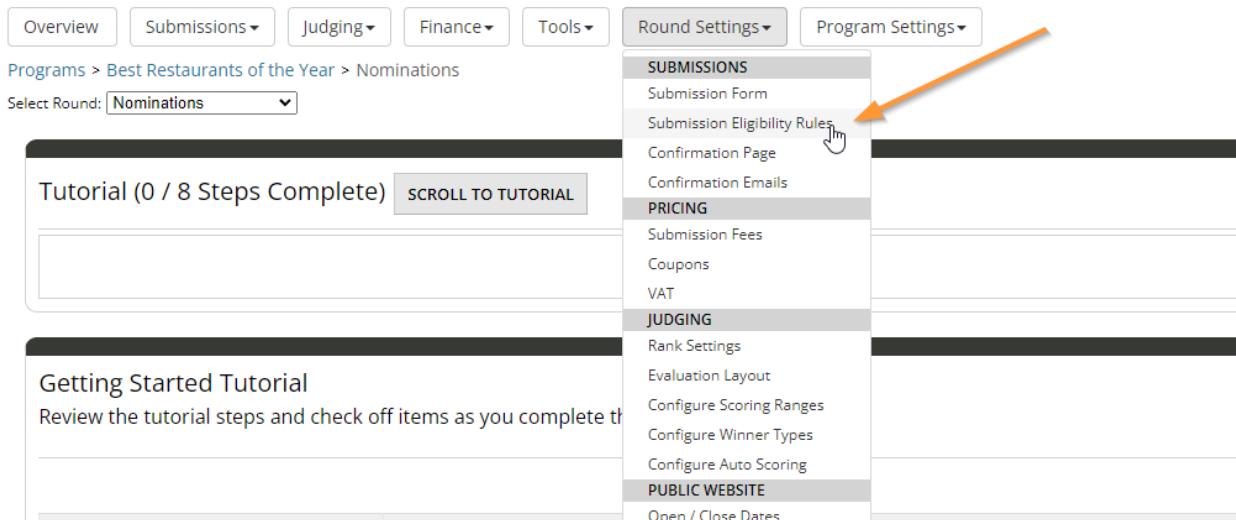 Overview
Submissions
Judging
Finance
Tools
Round Settings
Program Settings
Programs > Best Restaurants of the Year > Nominations
Select Round: Nominations
SUBMISSIONS
Submission Form
Submission Eligibility Rules
Confirmation Page
Confirmation Emails
PRICING
Submission Fees
Coupons
VAT
JUDGING
Rank Settings
Evaluation Layout
Configure Scoring Ranges
Configure Winner Types
Configure Auto Scoring
PUBLIC WEBSITE
Open / Close Dates
Tutorial (0 / 8 Steps Complete)
SCROLL TO TUTORIAL
Getting Started Tutorial
Review the tutorial steps and check off items as you complete